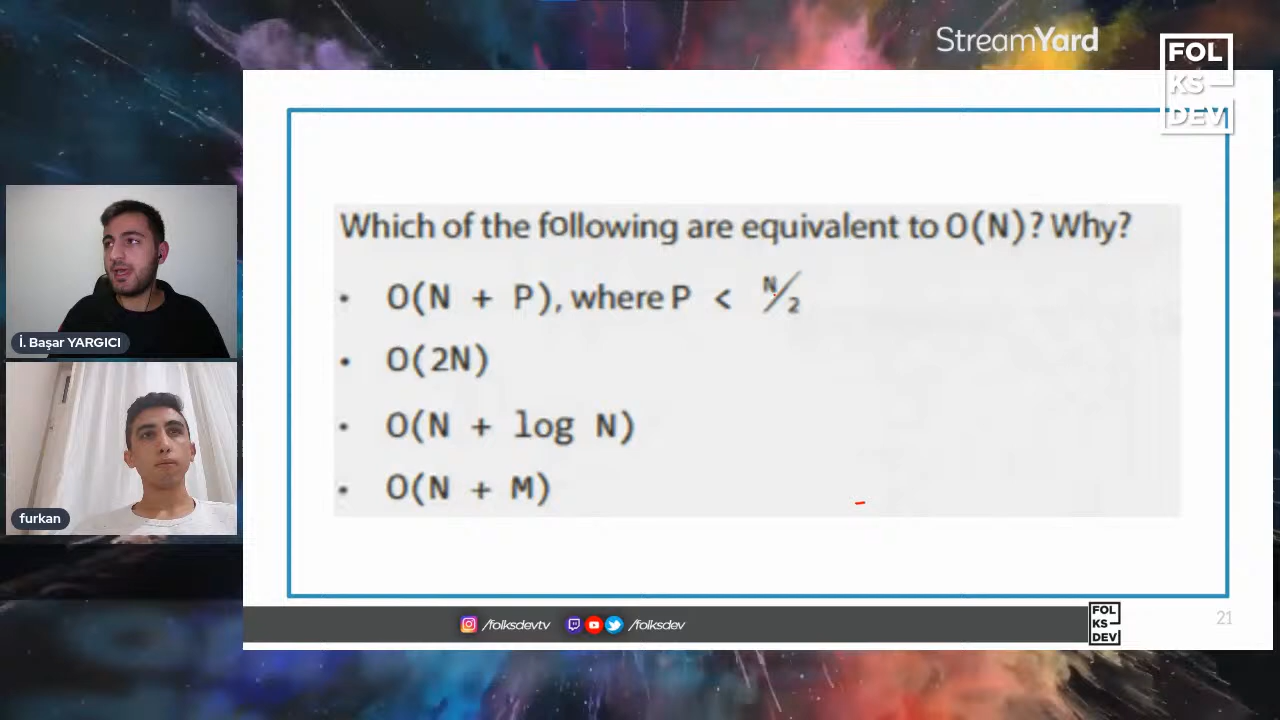 StreamYard
FOL
KS
DEV
Which of the following are equivalent to O(N)? Why?
• O(N + P), where P < N/2
• O(2N)
• O(N + log N)
• O(N + M)
İ. Başar YARGICI
furkan
/folksdevtv /folksdev
FOL
KS
DEV
21